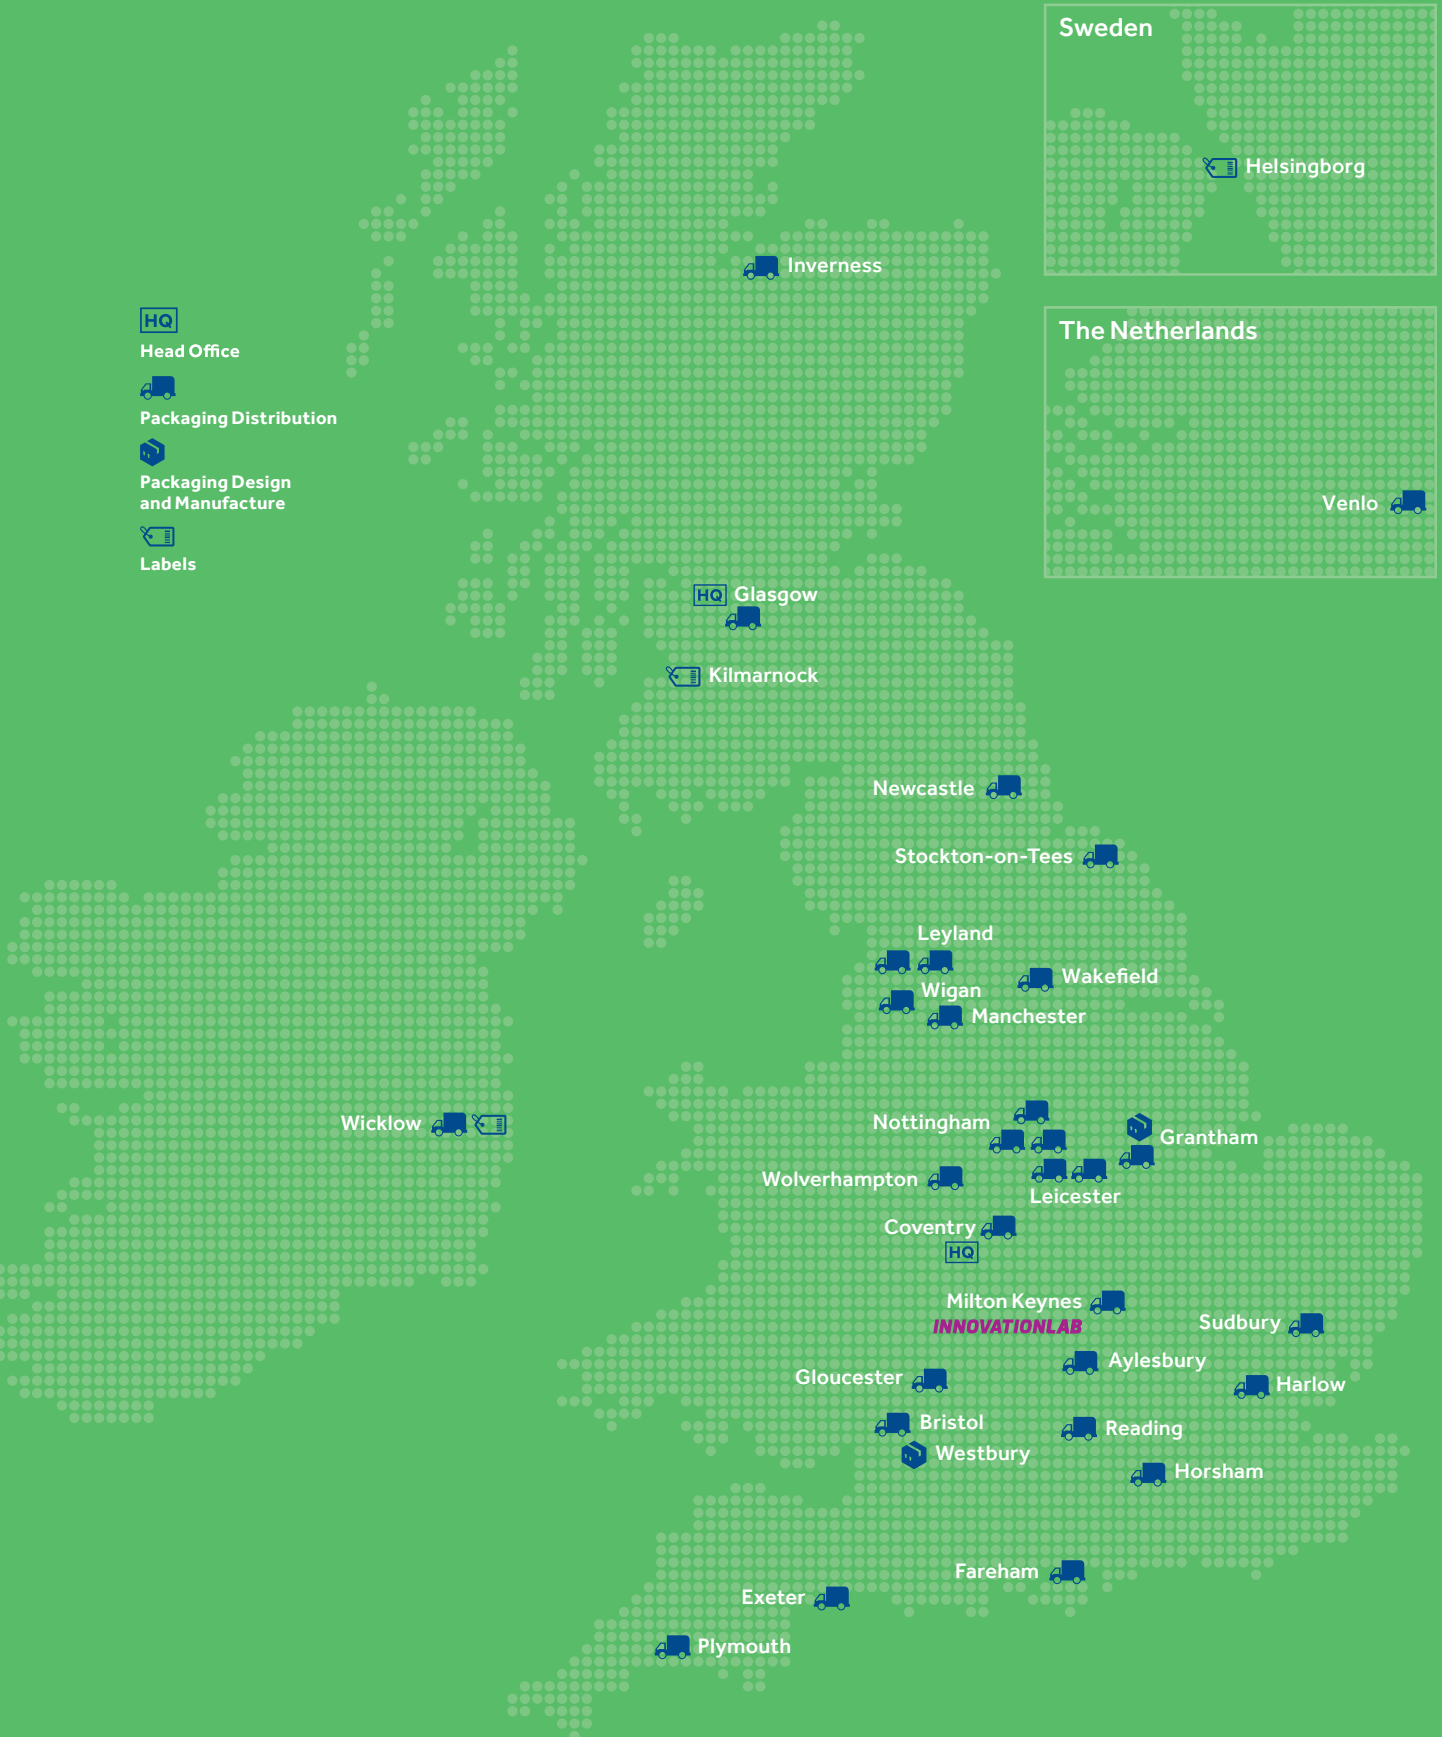 Sweden
Helsingborg
Inverness
HQ
Head Office
The Netherlands
Packaging Distribution
Packaging Design
and Manufacture
Venlo
Labels
HQ Glasgow
Kilmarnock
Newcastle
Stockton-on-Tees
Leyland
Wakefield
Wigan
Manchester
Wicklow
Nottingham
Grantham
Wolverhampton
Leicester
Coventry
HQ
Milton Keynes
INNOVATIONLAB
Sudbury
Aylesbury
Gloucester
Harlow
Bristol
Reading
Westbury
Horsham
Fareham
Exeter
Plymouth